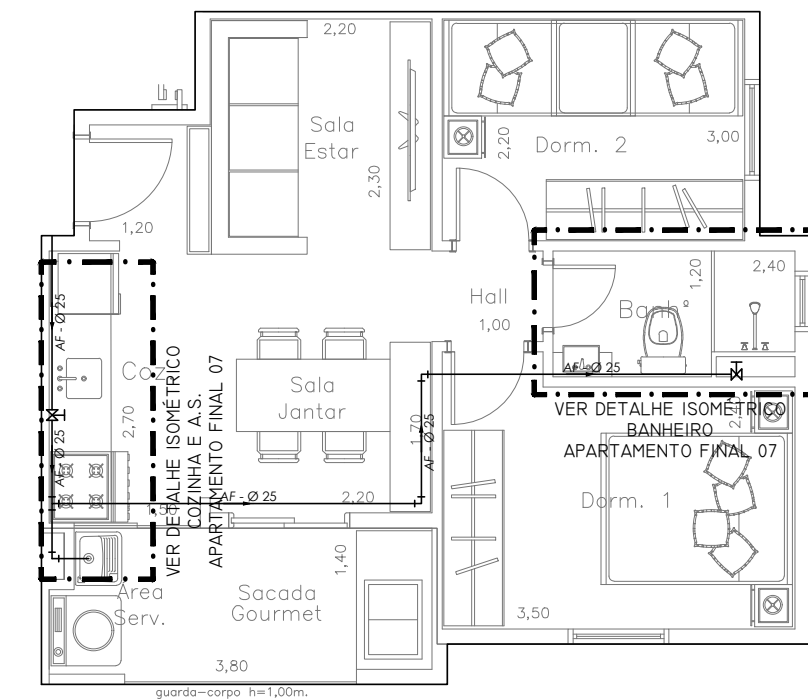 2,20
Sala
Estar
2,30
2,20
Dorm. 2
3,00
1,20
Hall
1,00
Banhº
1,20
2,40
AF - Ø 25
AF - Ø 25
Coz.
2,70
AF - Ø 25
VER DETALHE ISOMÉTRICO
COZINHA E A.S.
APARTAMENTO FINAL 07
Sala
Jantar
1,70
AF - Ø 25
AF - Ø 25
2,20
VER DETALHE ISOMÉTRICO
BANHEIRO
APARTAMENTO FINAL 07
Dorm. 1
3,50
1,40
Área
Serv.
Sacada
Gourmet
3,80
guarda-corpo h=1,00m.